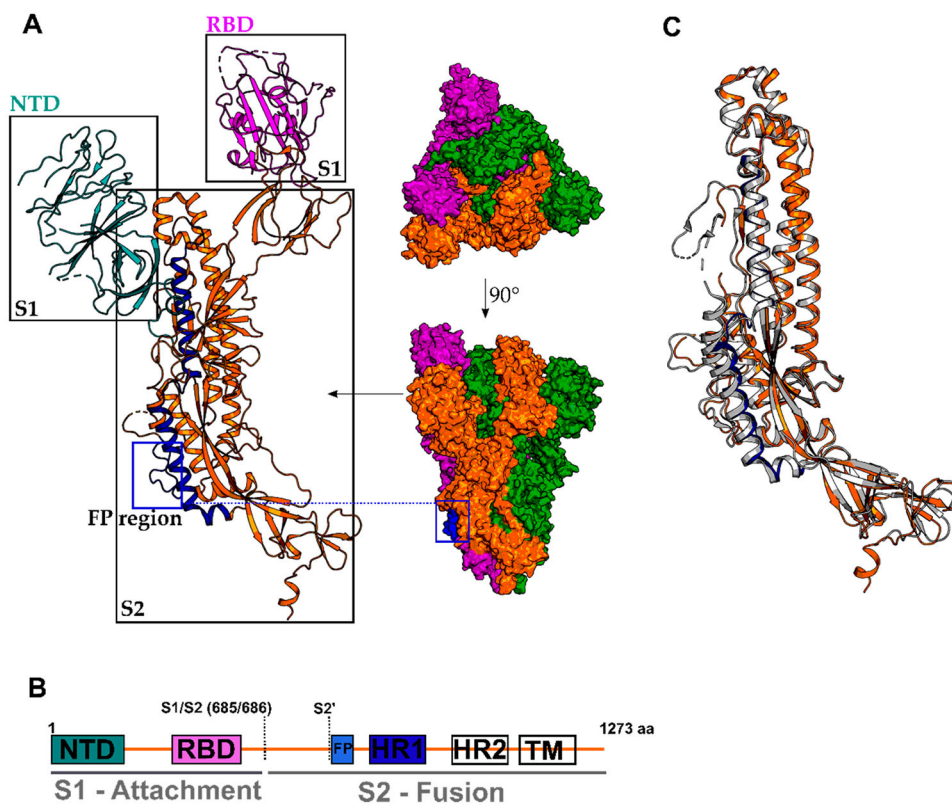 A
RBD
C
NTD
S1
S1
90°
FP region
S2
B
S1/S2 (685/686)
S2'
1
1273 aa
NTD
RBD
FP
HR1
HR2
TM
S1 - Attachment
S2 - Fusion